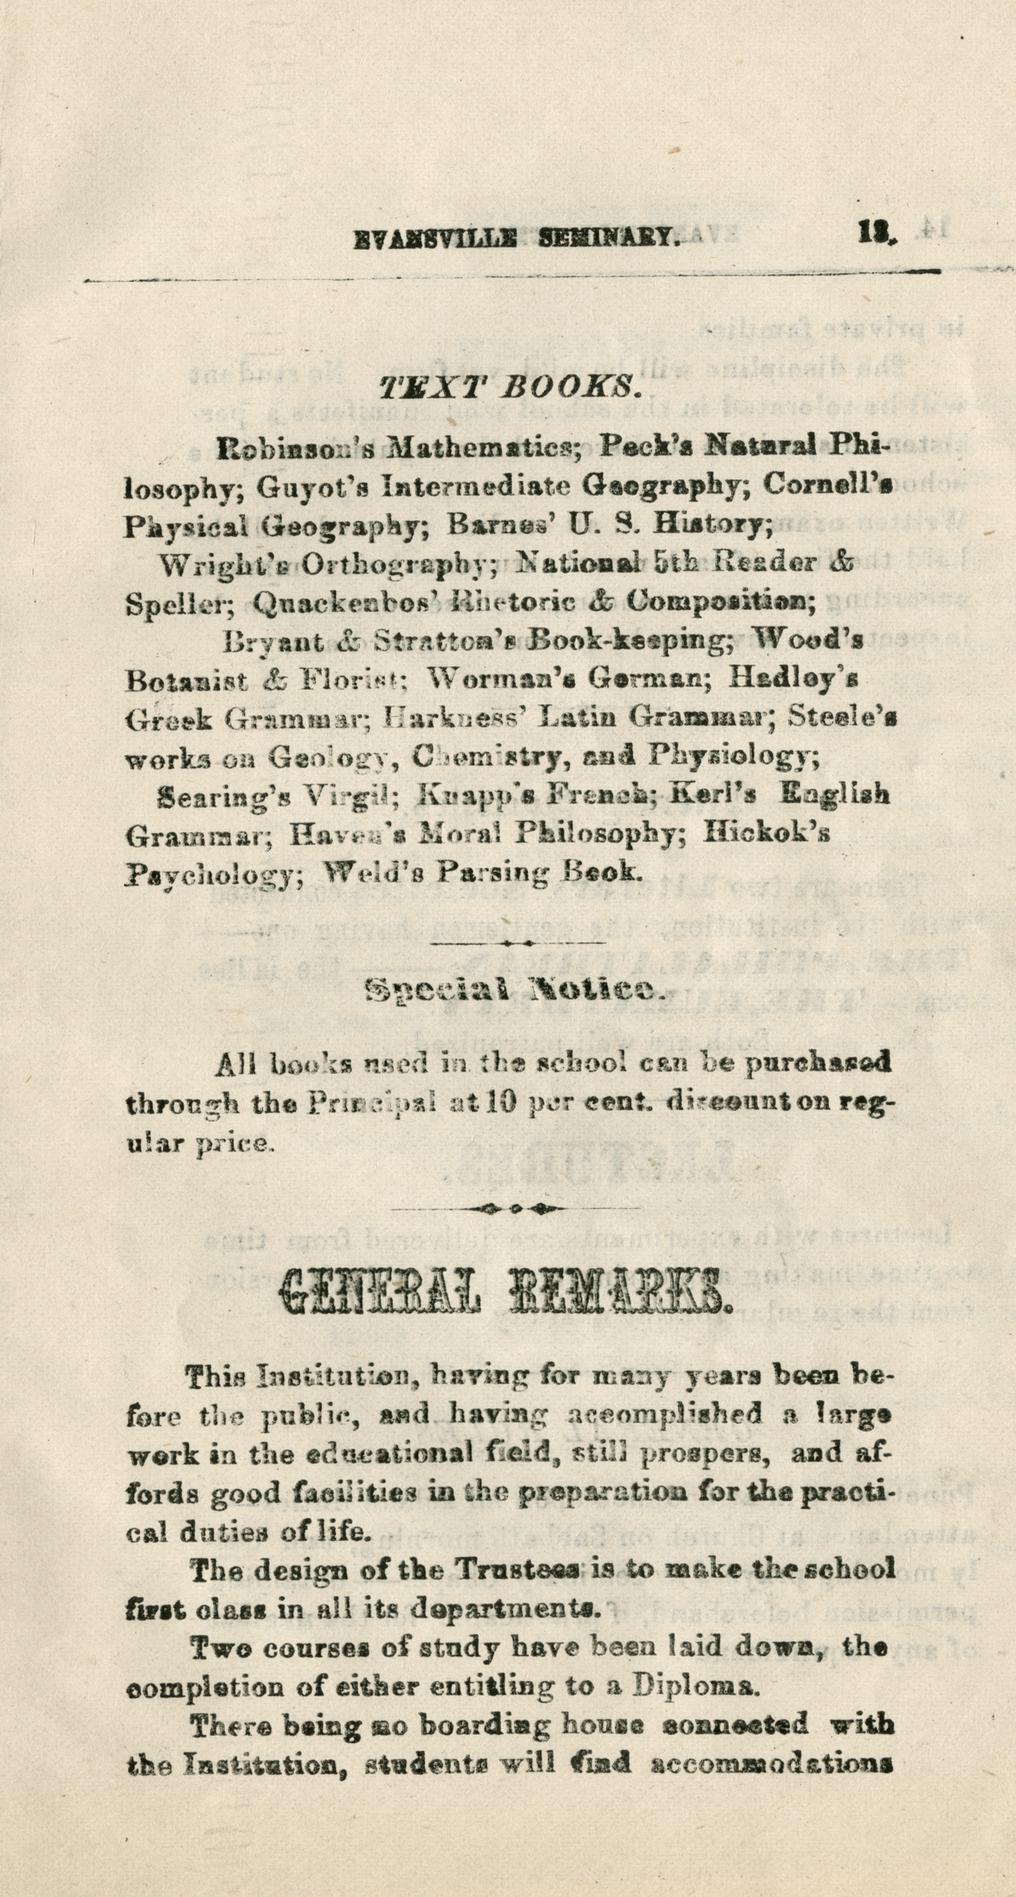 EVANSVILLE SEMINARY. 13.
TEXT BOOKS.
Robinson's Mathematics; Peck's Natural Phi-
losophy; Guyot's Intermediate Geography; Cornell's
Physical Geography; Barnes' U. S. History;
Wright's Orthography; National 5th Reader &
Speller; Quackenbos' Rhetoric & Composition;
Bryant & Stratton's Book-keeping; Wood's
Botanist & Florist; Worman's German; Hadley's
Greek Grammar; Harkness' Latin Grammar; Steele's
works on Geology, Chemistry, and Physiology;
Searing's Virgil; Knapp's French; Kerl's English
Grammar; Haven's Moral Philosophy; Hickok's
Psychology; Weld's Parsing Book.
Special Notice.
All books used in the school can be purchased
through the Principal at 10 per cent. discount on reg-
ular price.
GENERAL REMARKS.
This Institution, having for many years been be-
fore the public, and having accomplished a large
work in the educational field, still prospers, and af-
fords good facilities in the preparation for the practi-
cal duties of life.
The design of the Trustees is to make the school
first class in all its departments.
Two courses of study have been laid down, the
completion of either entitling to a Diploma.
There being no boarding house connected with
the Institution, students will find accommodations